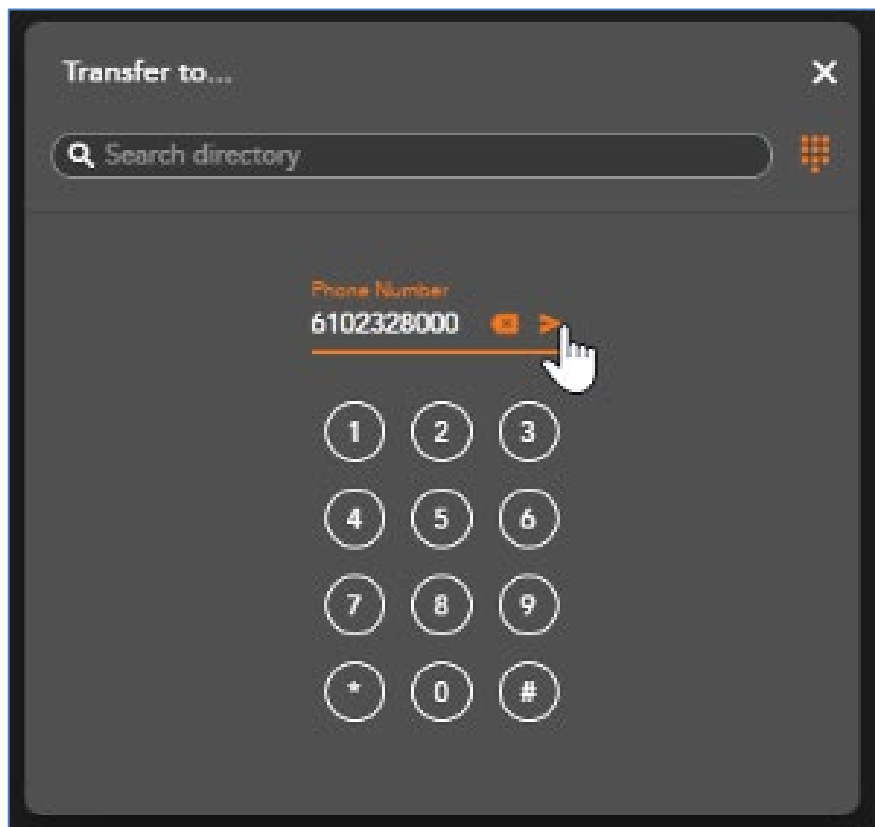 Transfer to...
Search directory
Phone Number
6102328000
1 2 3
4 5 6
7 8 9
* 0 #